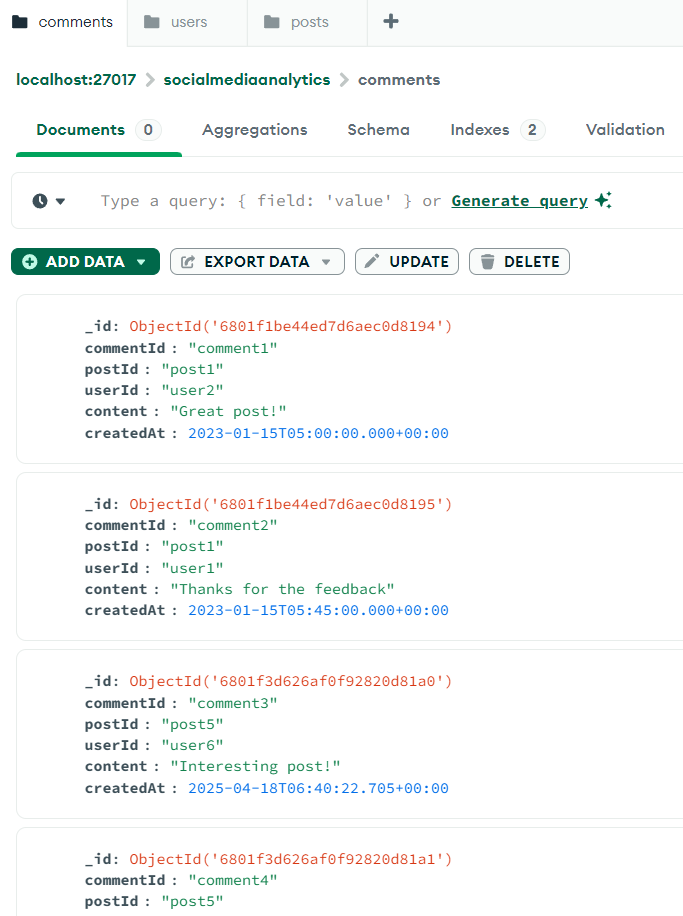 comments users posts
localhost:27017 socialmediaanalytics comments
Documents 0 Aggregations Schema Indexes 2 Validation
Type a query: { field: 'value' } or Generate query
ADD DATA EXPORT DATA UPDATE DELETE
_id: ObjectId('6801f1be44ed7d6aec0d8194')
commentId : "comment1"
postId : "post1"
userId : "user2"
content : "Great post!"
createdAt : 2023-01-15T05:00:00.000+00:00
_id: ObjectId('6801f1be44ed7d6aec0d8195')
commentId : "comment2"
postId : "post1"
userId : "user1"
content : "Thanks for the feedback"
createdAt : 2023-01-15T05:45:00.000+00:00
_id: ObjectId('6801f3d626af0f92820d81a0')
commentId : "comment3"
postId : "post5"
userId : "user6"
content : "Interesting post!"
createdAt : 2025-04-18T06:40:22.705+00:00
_id: ObjectId('6801f3d626af0f92820d81a1')
commentId : "comment4"
postId : "post5"